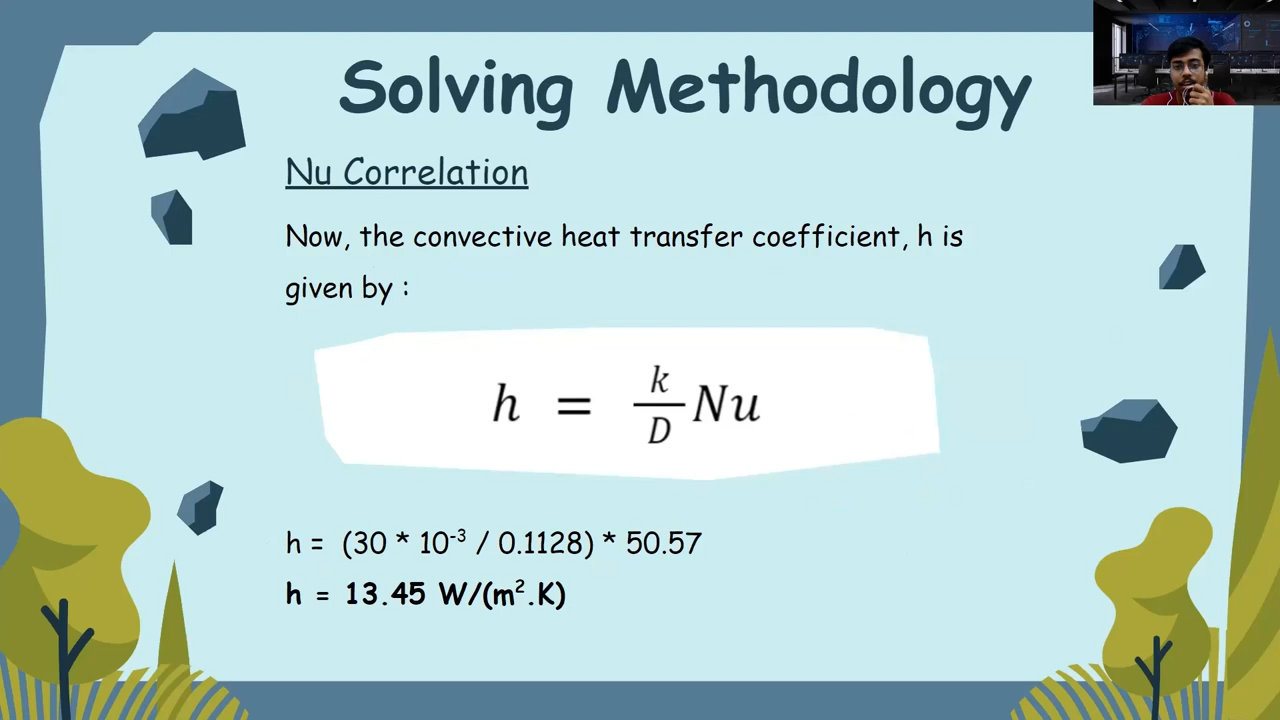 Solving Methodology
Nu Correlation
Now, the convective heat transfer coefficient, h is
given by :
h = k/D Nu
h = (30 * 10⁻³ / 0.1128) * 50.57
h = 13.45 W/(m².K)